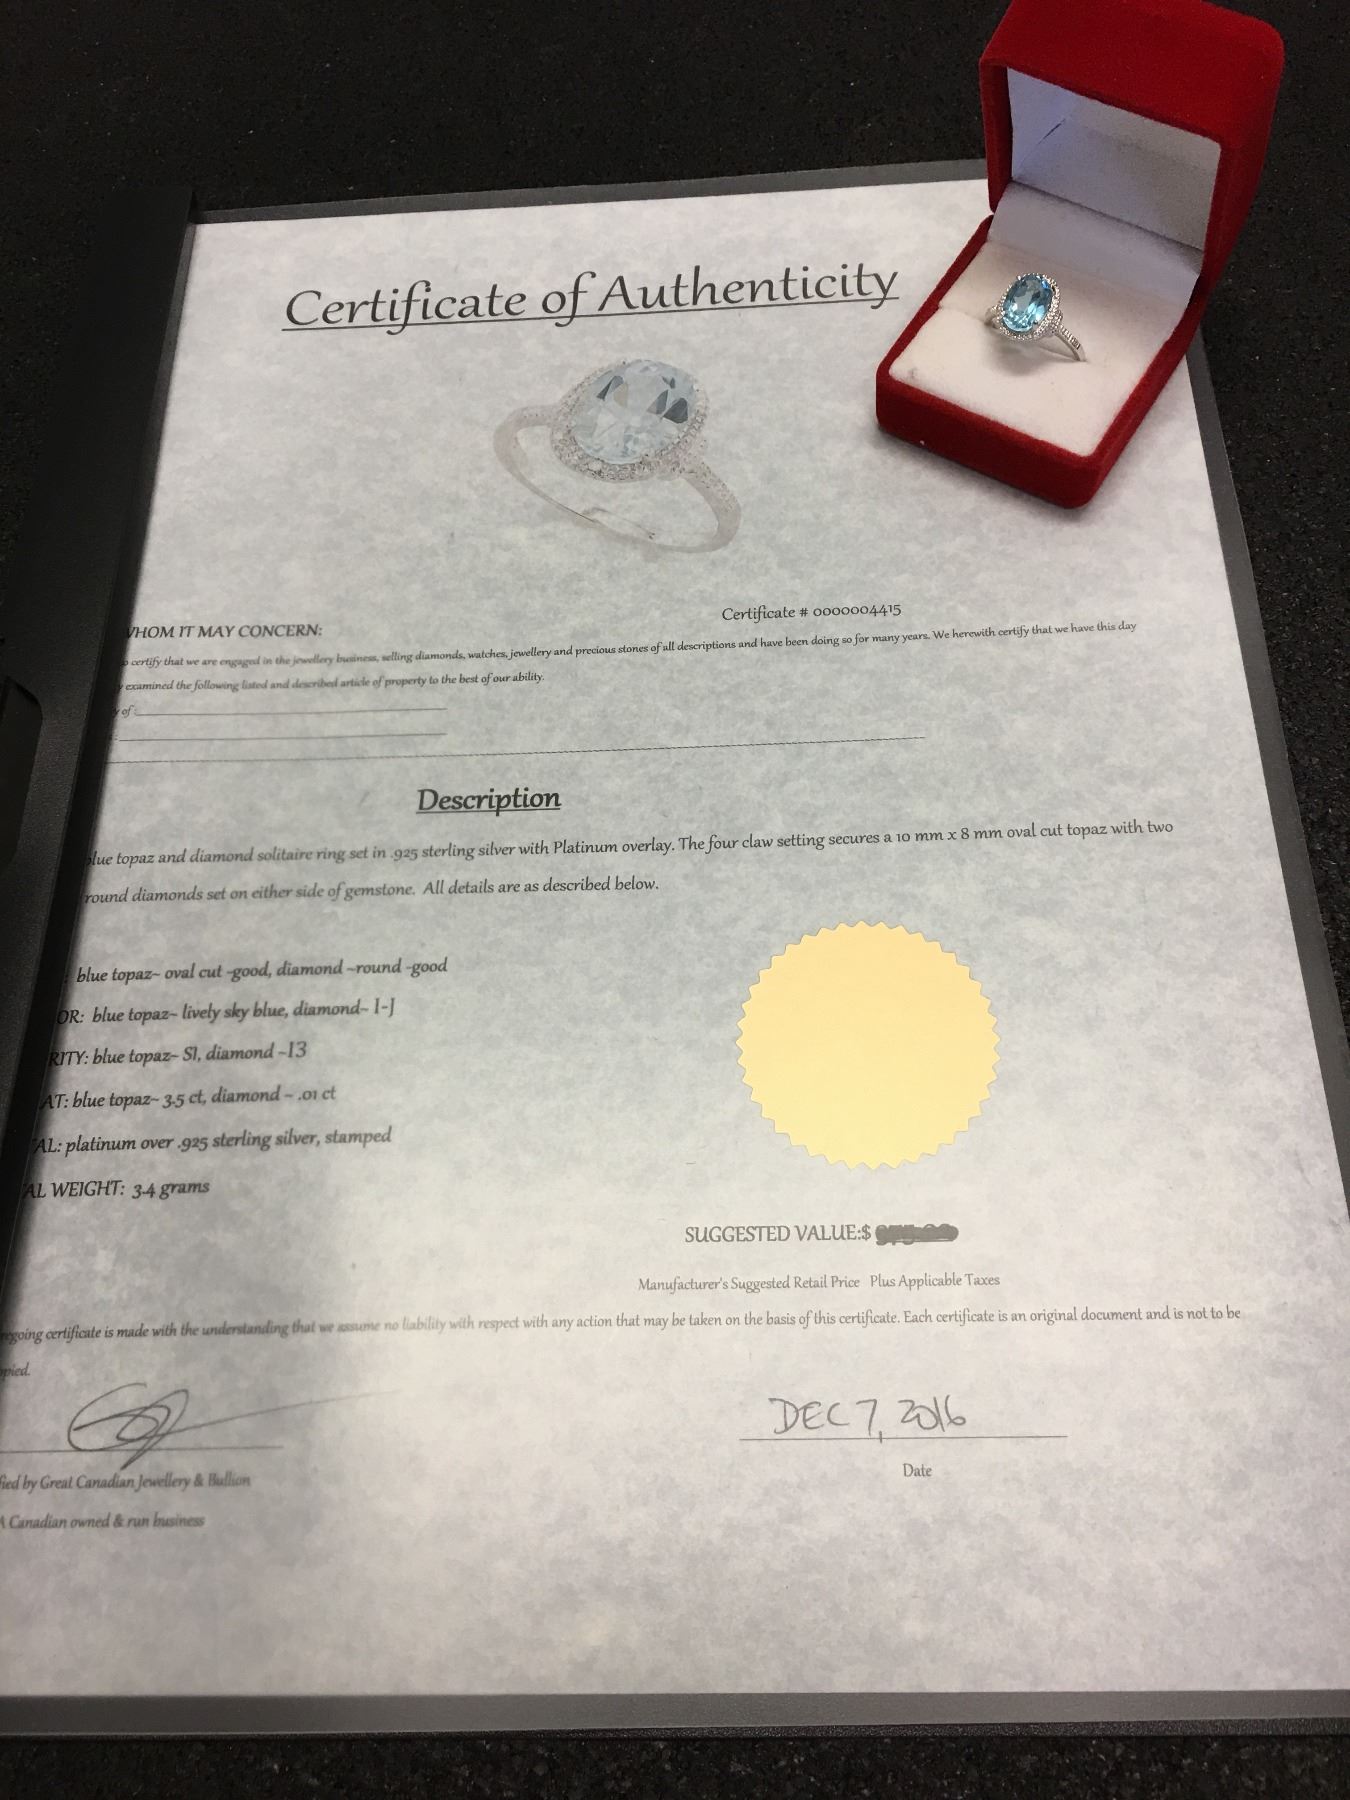 Certificate of Authenticity
Certificate # 0000004415
WHOM IT MAY CONCERN:
certify that we are engaged in the jewellery business, selling diamonds, watches, jewellery and precious stones of all descriptions and have been doing so for many years. We herewith certify that we have this day
examined the following listed and described article of property to the best of our ability.
of:
Description
blue topaz and diamond solitaire ring set in .925 sterling silver with Platinum overlay. The four claw setting secures a 10 mm x 8 mm oval cut topaz with two
round diamonds set on either side of gemstone. All details are as described below.
blue topaz~ oval cut -good, diamond ~round -good
OR: blue topaz~ lively sky blue, diamond~ I-J
RITY: blue topaz~ SI, diamond ~I3
AT: blue topaz~ 3.5 ct, diamond ~ .01 ct
AL: platinum over .925 sterling silver, stamped
AL WEIGHT: 3.4 grams
SUGGESTED VALUE:$
Manufacturer's Suggested Retail Price Plus Applicable Taxes
egoing certificate is made with the understanding that we assume no liability with respect with any action that may be taken on the basis of this certificate. Each certificate is an original document and is not to be
pied.
DEC 7, 2016
Date
fied by Great Canadian Jewellery & Bullion
A Canadian owned & run business